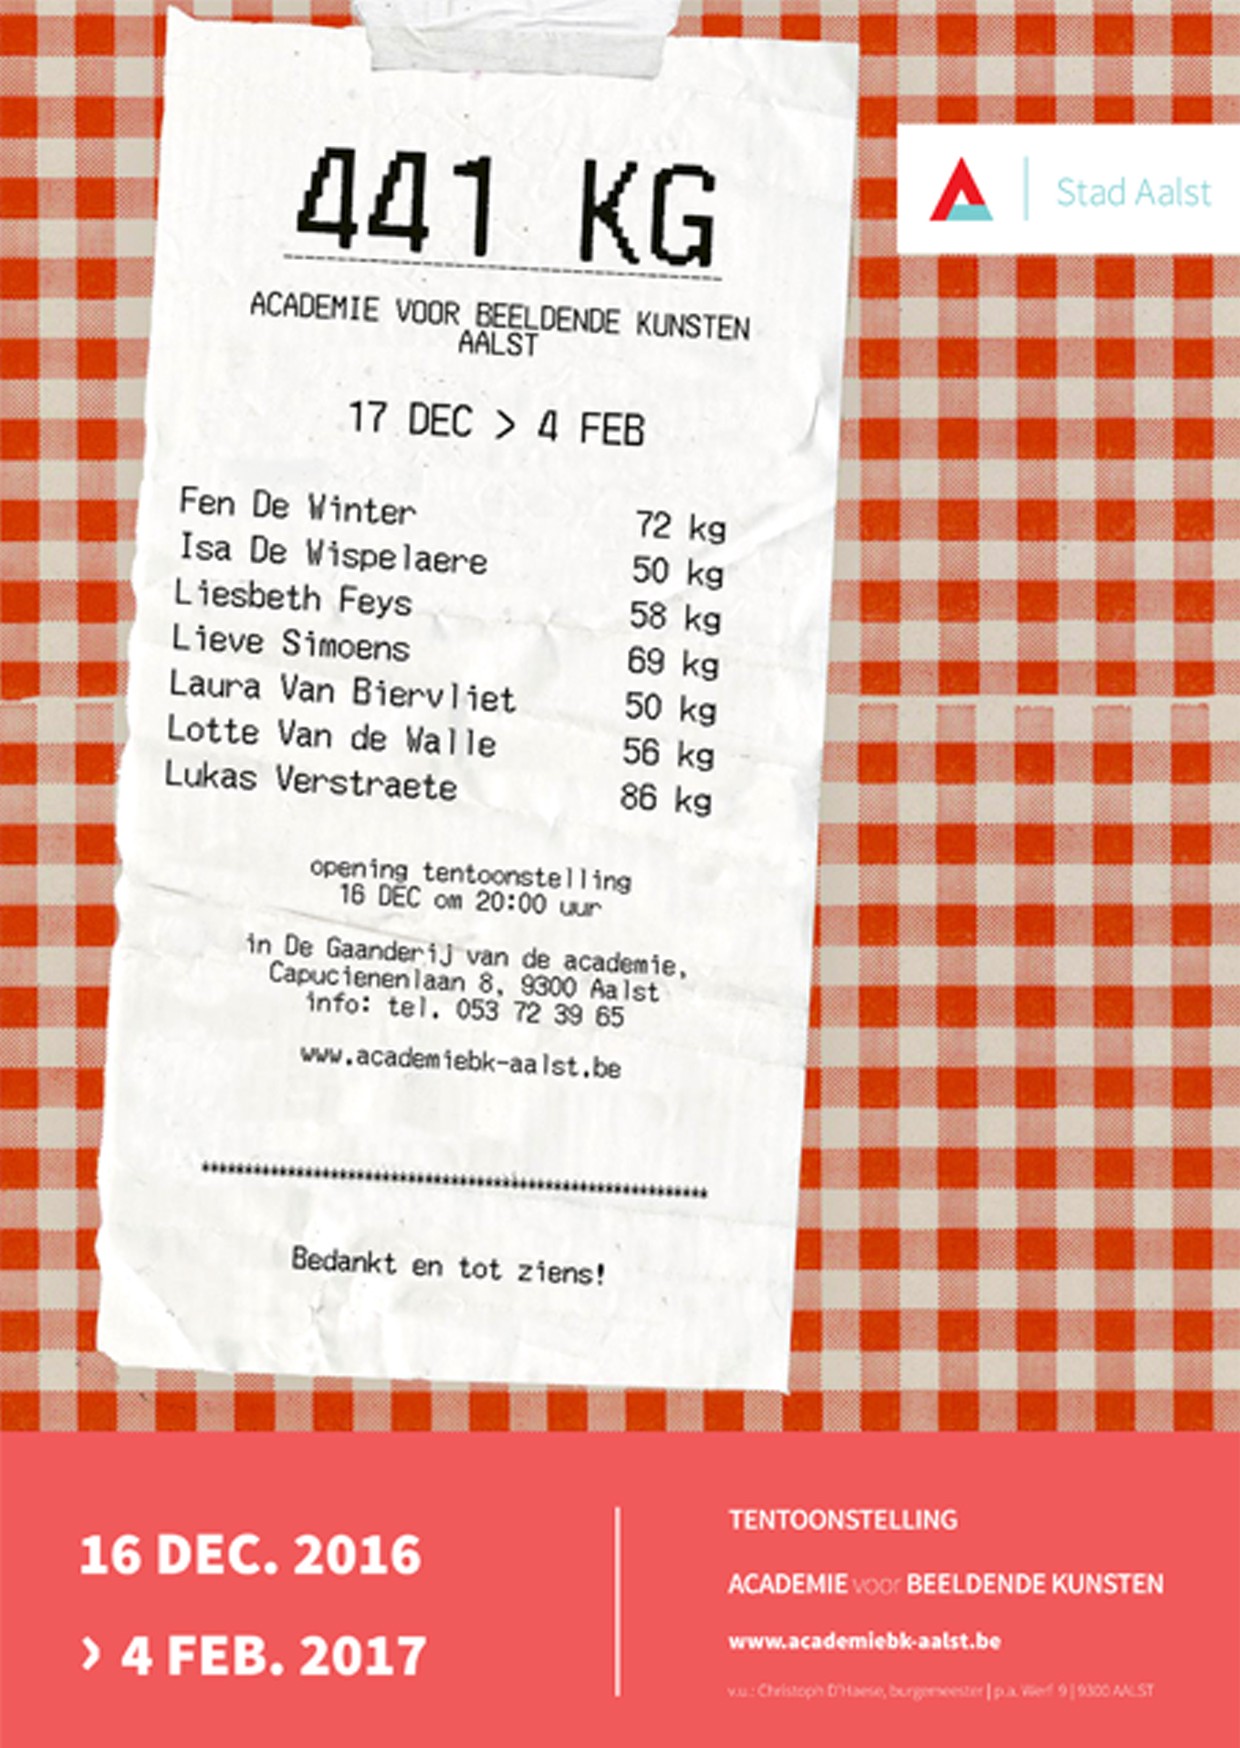 441 KG
ACADEMIE VOOR BEELDENDE KUNSTEN
AALST
17 DEC > 4 FEB
Fen De Winter 72 kg
Isa De Wispelaere 50 kg
Liesbeth Feys 58 kg
Lieve Simoens 69 kg
Laura Van Biervliet 50 kg
Lotte Van de Walle 56 kg
Lukas Verstraete 86 kg
opening tentoonstelling
16 DEC om 20:00 uur
in De Gaanderij van de academie,
Capucienenlaan 8, 9300 Aalst
info: tel. 053 72 39 65
www.academiebk-aalst.be
Bedankt en tot ziens!
Stad Aalst
16 DEC. 2016
> 4 FEB. 2017
TENTOONSTELLING
ACADEMIE voor BEELDENDE KUNSTEN
www.academiebk-aalst.be
v.u.: Christoph D'Haese, burgemeester | p.a. Werf 9 | 9300 AALST